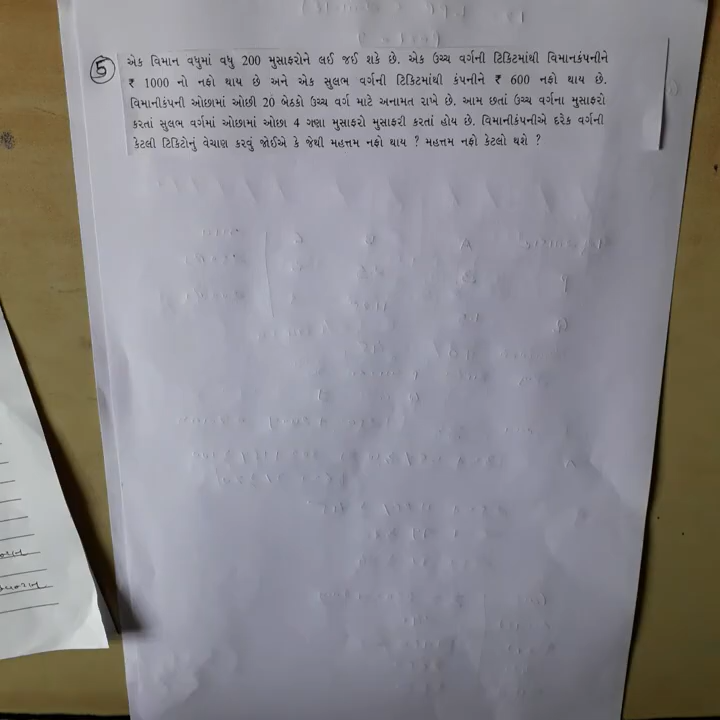 5
એક વિમાન વધુમાં વધુ 200 મુસાફરોને લઈ જઈ શકે છે. એક ઉચ્ચ વર્ગની ટિકિટમાંથી વિમાનકંપનીને
₹ 1000 નો નફો થાય છે અને એક સુલભ વર્ગની ટિકિટમાંથી કંપનીને ₹ 600 નફો થાય છે.
વિમાનીકંપની ઓછામાં ઓછી 20 બેઠકો ઉચ્ચ વર્ગ માટે અનામત રાખે છે. આમ છતાં ઉચ્ચ વર્ગના મુસાફરો
કરતાં સુલભ વર્ગમાં ઓછામાં ઓછા 4 ગણા મુસાફરો મુસાફરી કરતાં હોય છે. વિમાનીકંપનીએ દરેક વર્ગની
કેટલી ટિકિટોનું વેચાણ કરવું જોઈએ કે જેથી મહત્તમ નફો થાય ? મહત્તમ નફો કેટલો થશે ?